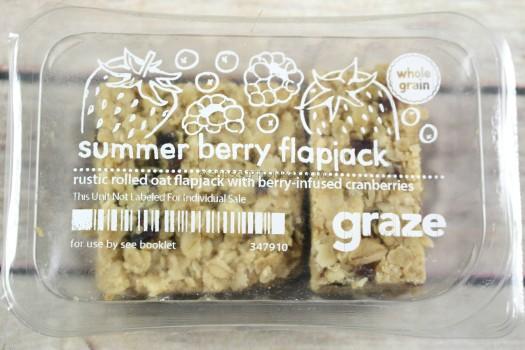 whole
grain
summer berry flapjack
rustic rolled oat flapjack with berry-infused cranberries
This Unit Not Labeled For Individual Sale
graze
for use by see booklet 347910